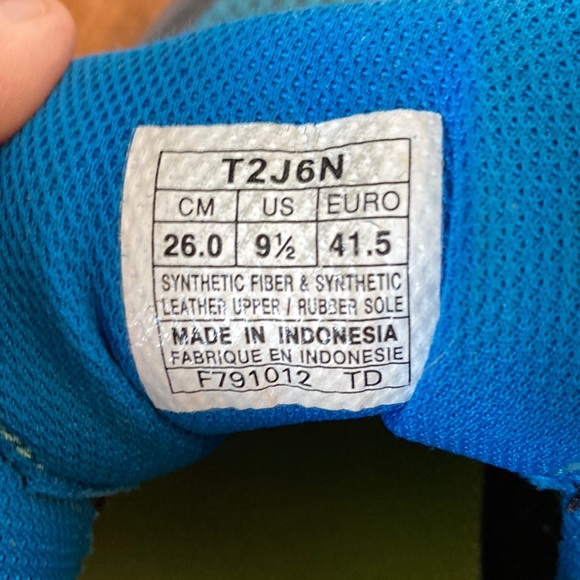 T2J6N
CM US EURO
26.0 9½ 41.5
SYNTHETIC FIBER & SYNTHETIC
LEATHER UPPER / RUBBER SOLE
MADE IN INDONESIA
FABRIQUE EN INDONESIE
F791012 TD